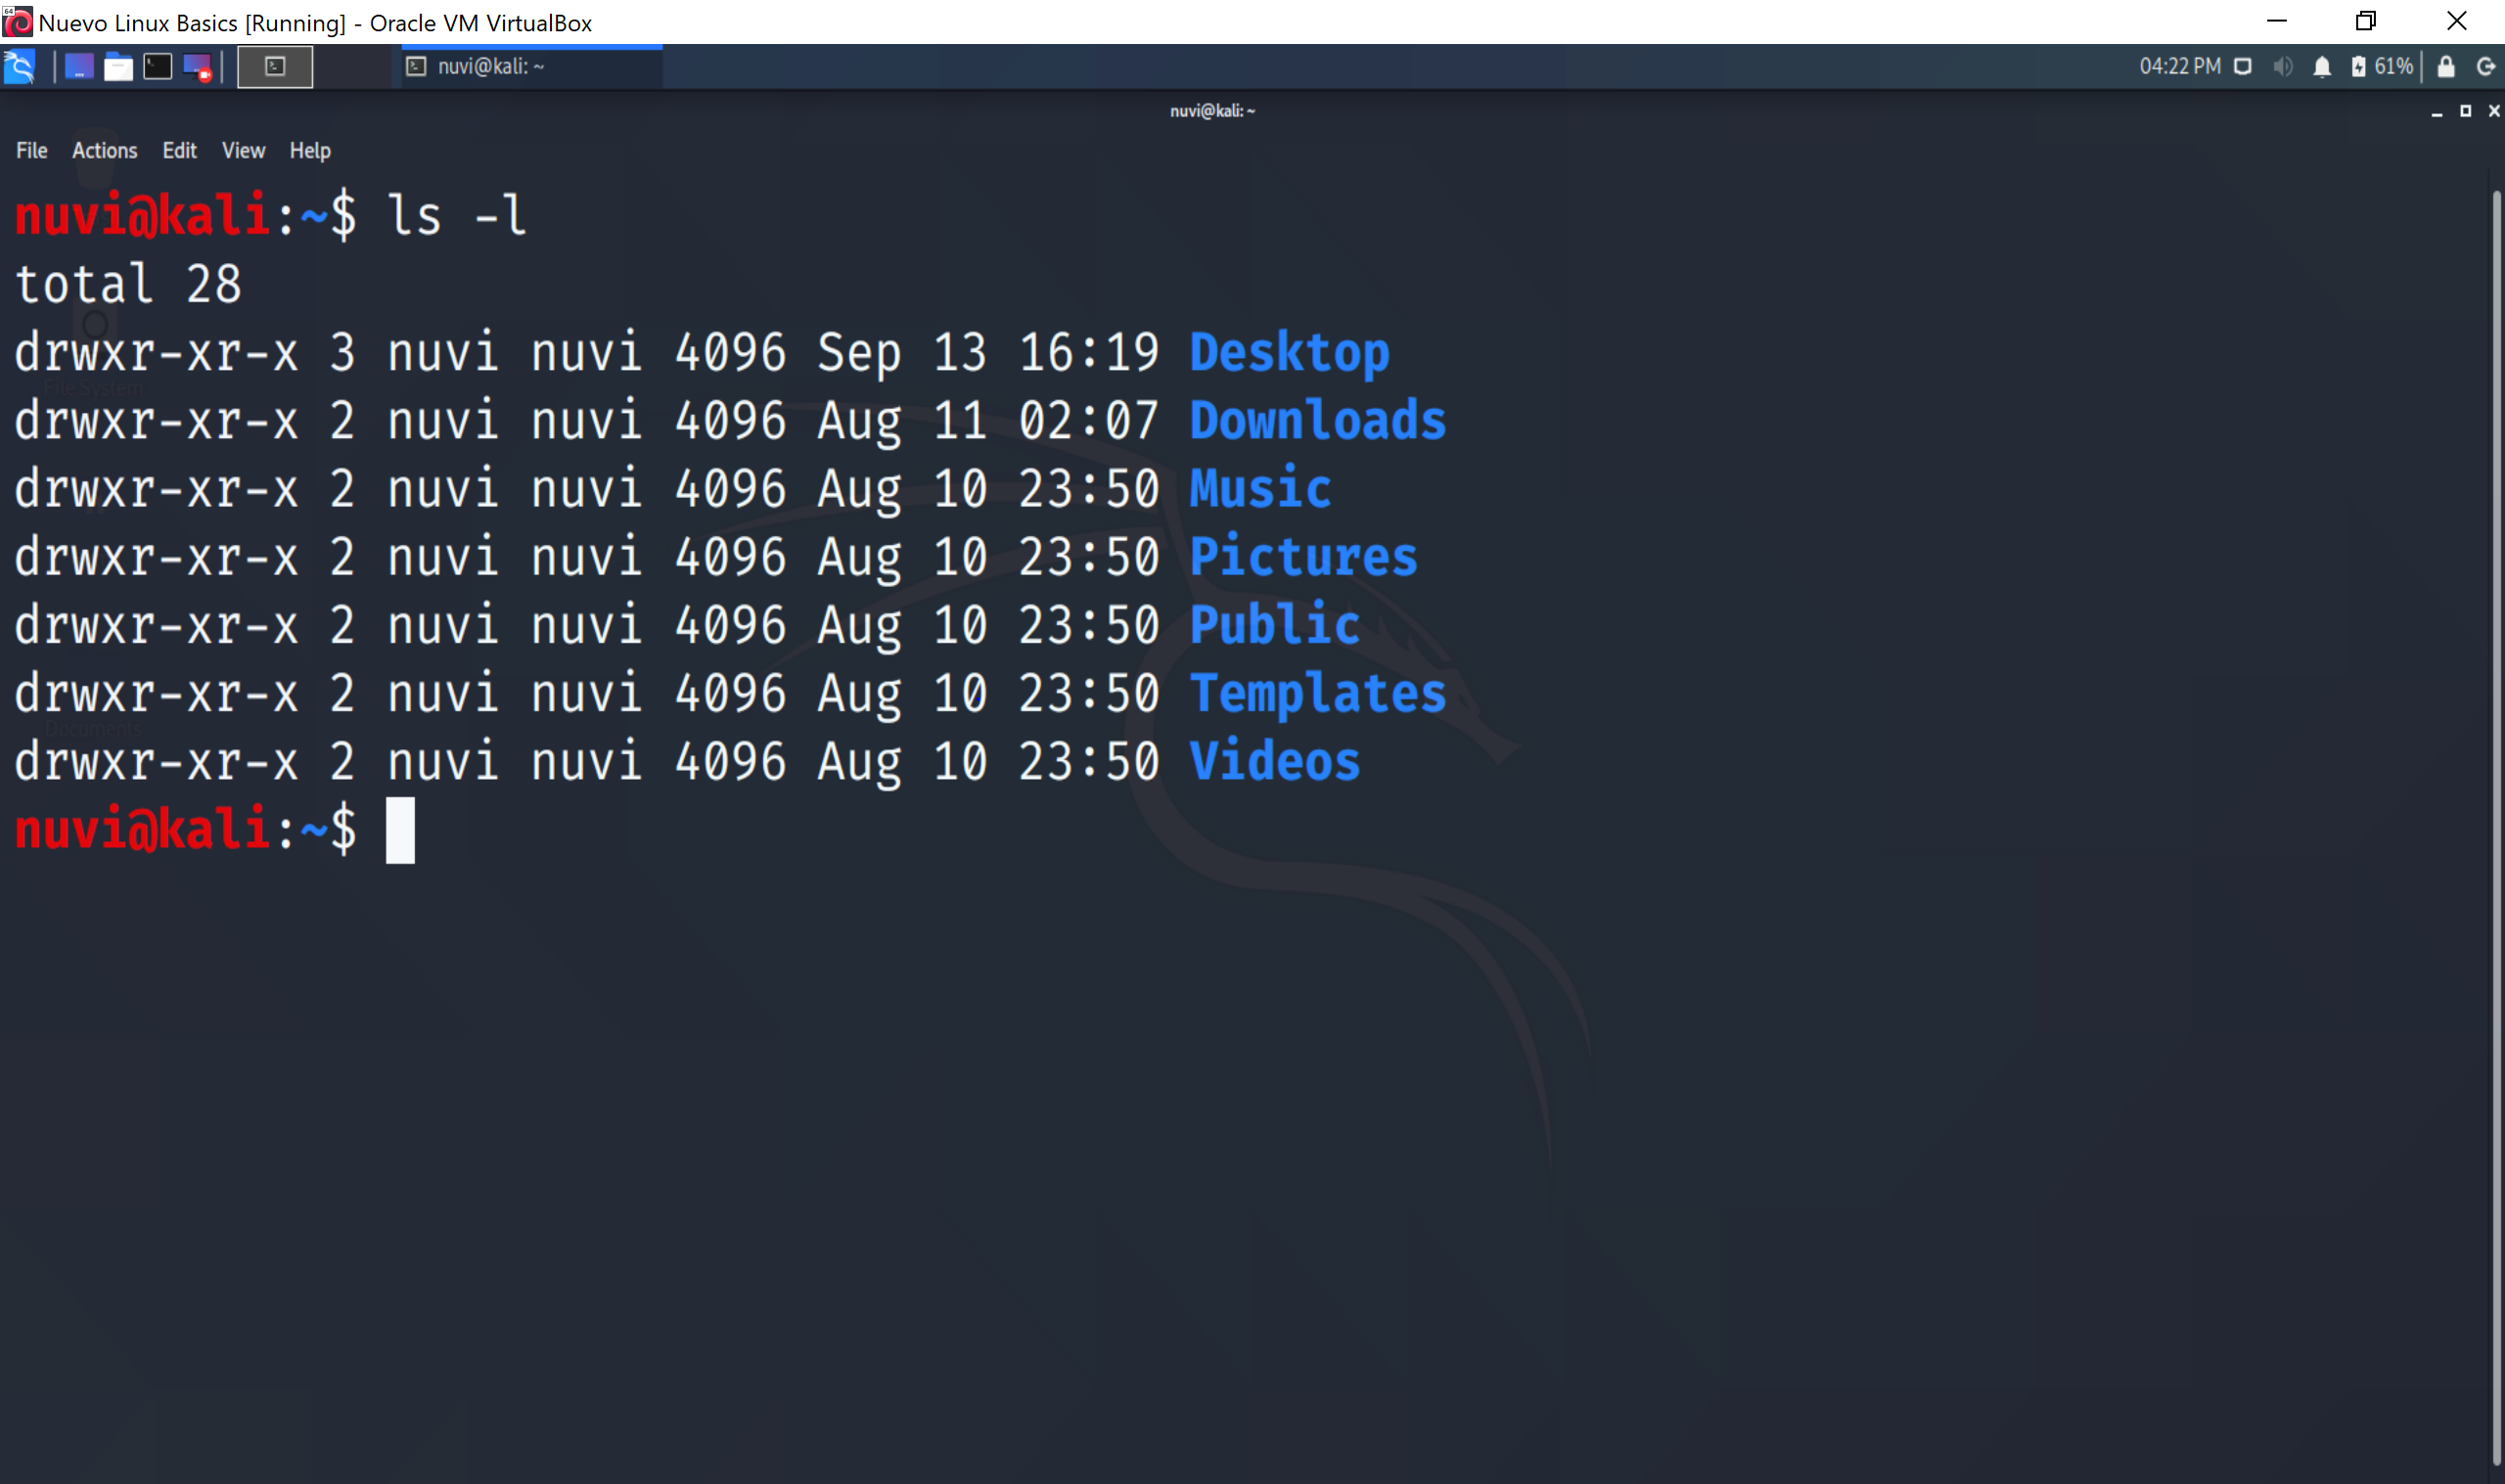 64
Nuevo Linux Basics [Running] - Oracle VM VirtualBox
nuvi@kali: ~
04:22 PM
61%
nuvi@kali: ~
File Actions Edit View Help
nuvi@kali:~$ ls -l
total 28
drwxr-xr-x 3 nuvi nuvi 4096 Sep 13 16:19 Desktop
File System
drwxr-xr-x 2 nuvi nuvi 4096 Aug 11 02:07 Downloads
drwxr-xr-x 2 nuvi nuvi 4096 Aug 10 23:50 Music
drwxr-xr-x 2 nuvi nuvi 4096 Aug 10 23:50 Pictures
drwxr-xr-x 2 nuvi nuvi 4096 Aug 10 23:50 Public
drwxr-xr-x 2 nuvi nuvi 4096 Aug 10 23:50 Templates
Documents
drwxr-xr-x 2 nuvi nuvi 4096 Aug 10 23:50 Videos
nuvi@kali:~$